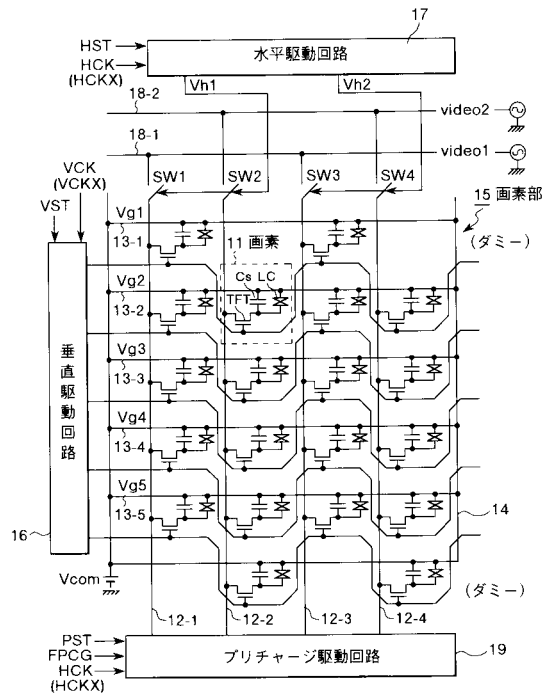 17
HST
HCK
(HCKX)
水平駆動回路
Vh1
Vh2
18-2
video2
18-1
video1
VCK
(VCKX)
VST
SW1
SW2
SW3
SW4
15 画素部
Vg1
13-1
11 画素
(ダミー)
Vg2
13-2
Cs LC
TFT
Vg3
13-3
垂直駆動回路
Vg4
13-4
Vg5
13-5
14
16
Vcom
(ダミー)
12-1
12-2
12-3
12-4
PST
FPCG
HCK
(HCKX)
プリチャージ駆動回路
19